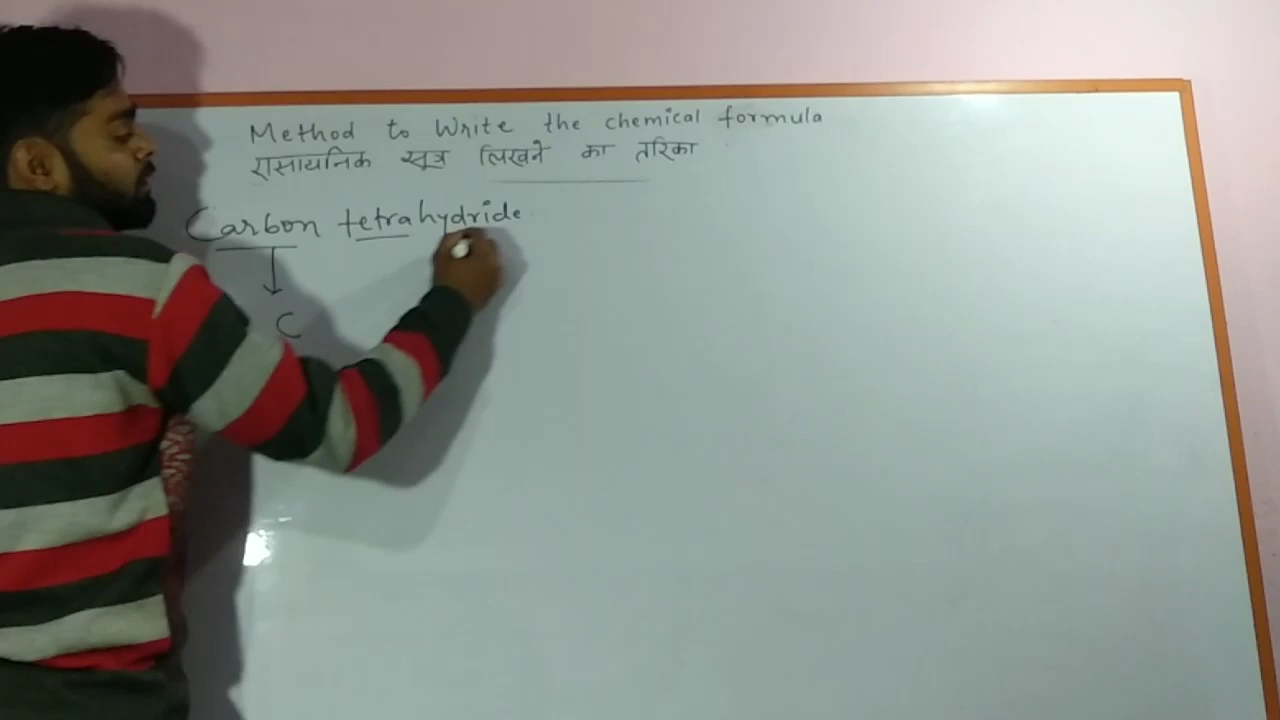 Method to Write the chemical formula
रासायनिक सूत्र लिखने का तरिका
Carbon tetrahydride
C